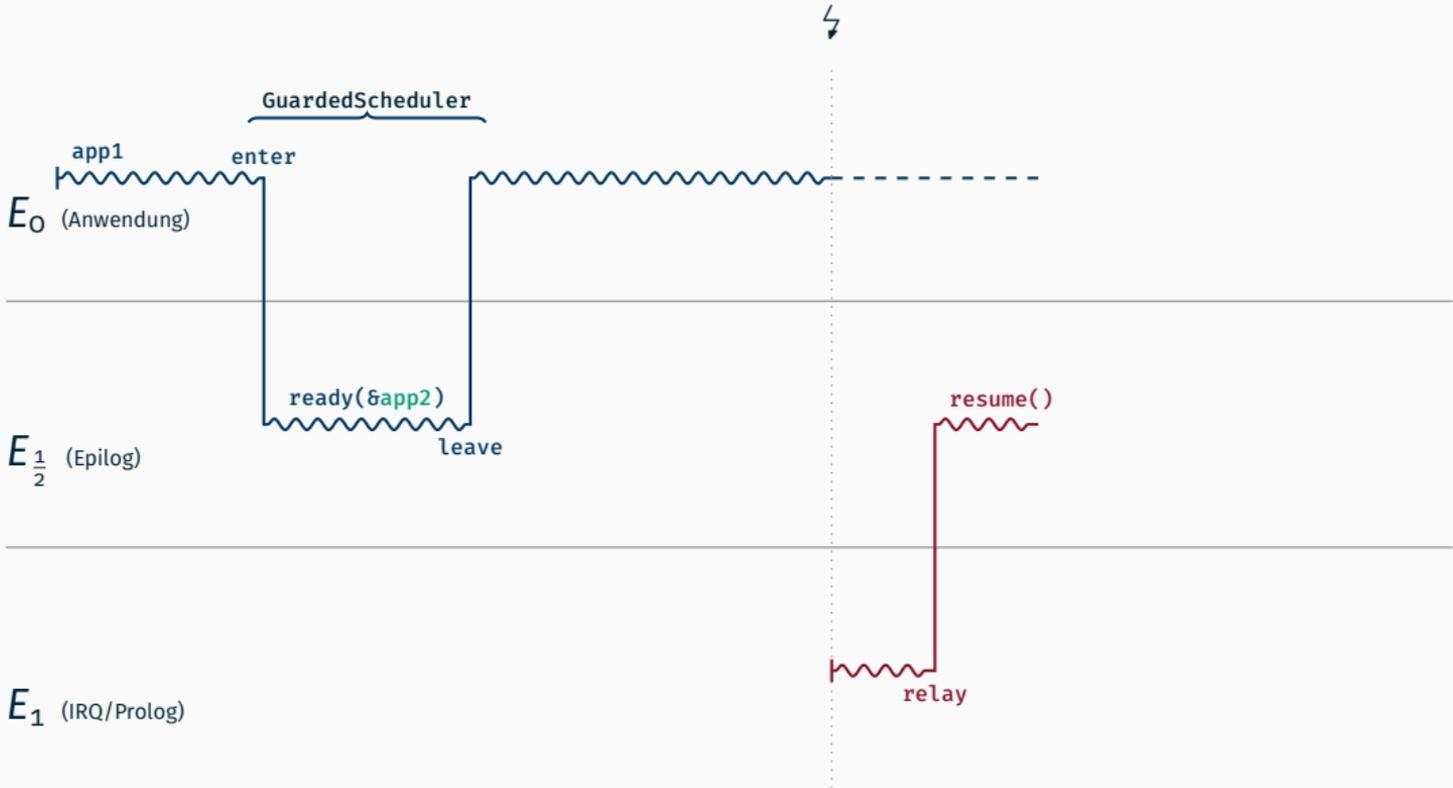 GuardedScheduler
app1
enter
E0 (Anwendung)
ready(&app2)
resume()
leave
E1/2 (Epilog)
relay
E1 (IRQ/Prolog)